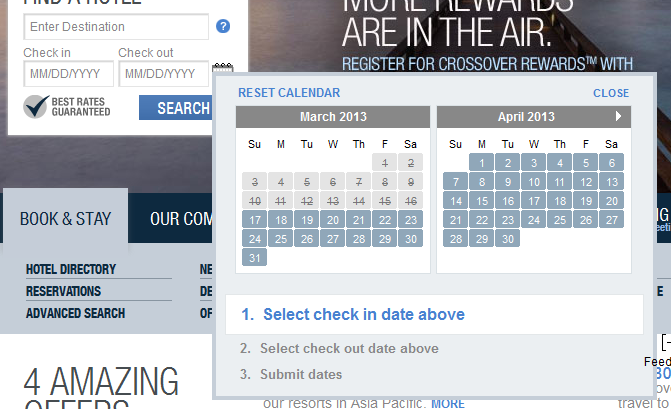 FIND A HOTEL
MORE REWARDS
ARE IN THE AIR.
REGISTER FOR CROSSOVER REWARDS™ WITH
Enter Destination
?
Check in
Check out
MM/DD/YYYY
MM/DD/YYYY
BEST RATES
GUARANTEED
SEARCH
RESET CALENDAR
CLOSE
March 2013
Su M Tu W Th F Sa
1 2
3 4 5 6 7 8 9
10 11 12 13 14 15 16
17 18 19 20 21 22 23
24 25 26 27 28 29 30
31
April 2013
Su M Tu W Th F Sa
1 2 3 4 5 6
7 8 9 10 11 12 13
14 15 16 17 18 19 20
21 22 23 24 25 26 27
28 29 30
BOOK & STAY
OUR COM
HOTEL DIRECTORY
RESERVATIONS
ADVANCED SEARCH
NE
DE
OF
1. Select check in date above
2. Select check out date above
3. Submit dates
4 AMAZING
OFFERS
our resorts in Asia Pacific. MORE
Feed
travel to